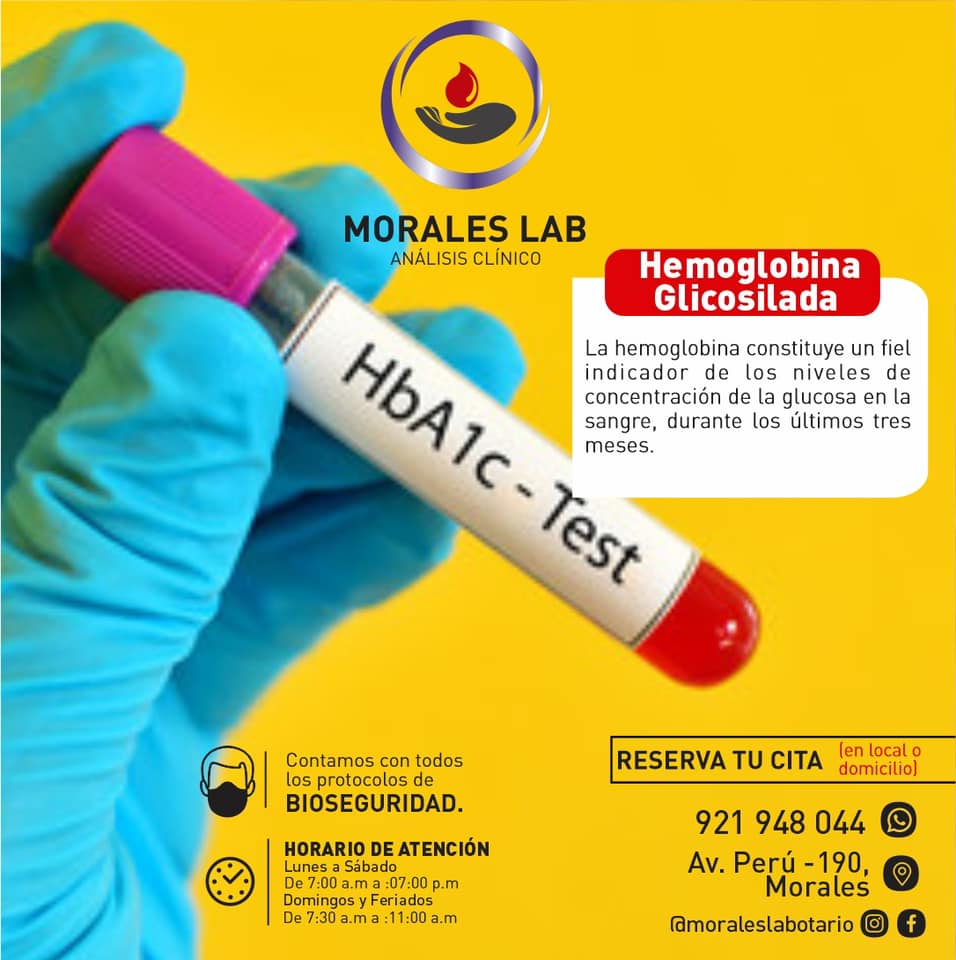 MORALES LAB
ANÁLISIS CLÍNICO
Hemoglobina
Glicosilada
La hemoglobina constituye un fiel
indicador de los niveles de
concentración de la glucosa en la
sangre, durante los últimos tres
meses.
HbA1c - Test
Contamos con todos
los protocolos de
BIOSEGURIDAD.
HORARIO DE ATENCIÓN
Lunes a Sábado
De 7:00 a.m a :07:00 p.m
Domingos y Feriados
De 7:30 a.m a :11:00 a.m
RESERVA TU CITA (en local o
domicilio)
921 948 044
Av. Perú -190,
Morales
@moraleslabotario